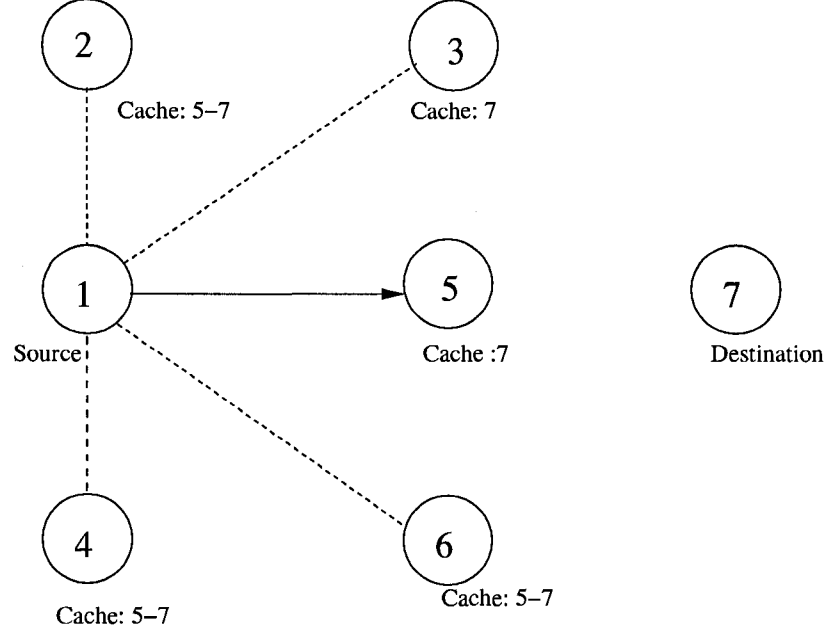 2
3
Cache: 5–7
Cache: 7
1
5
7
Source
Cache :7
Destination
4
6
Cache: 5–7
Cache: 5–7